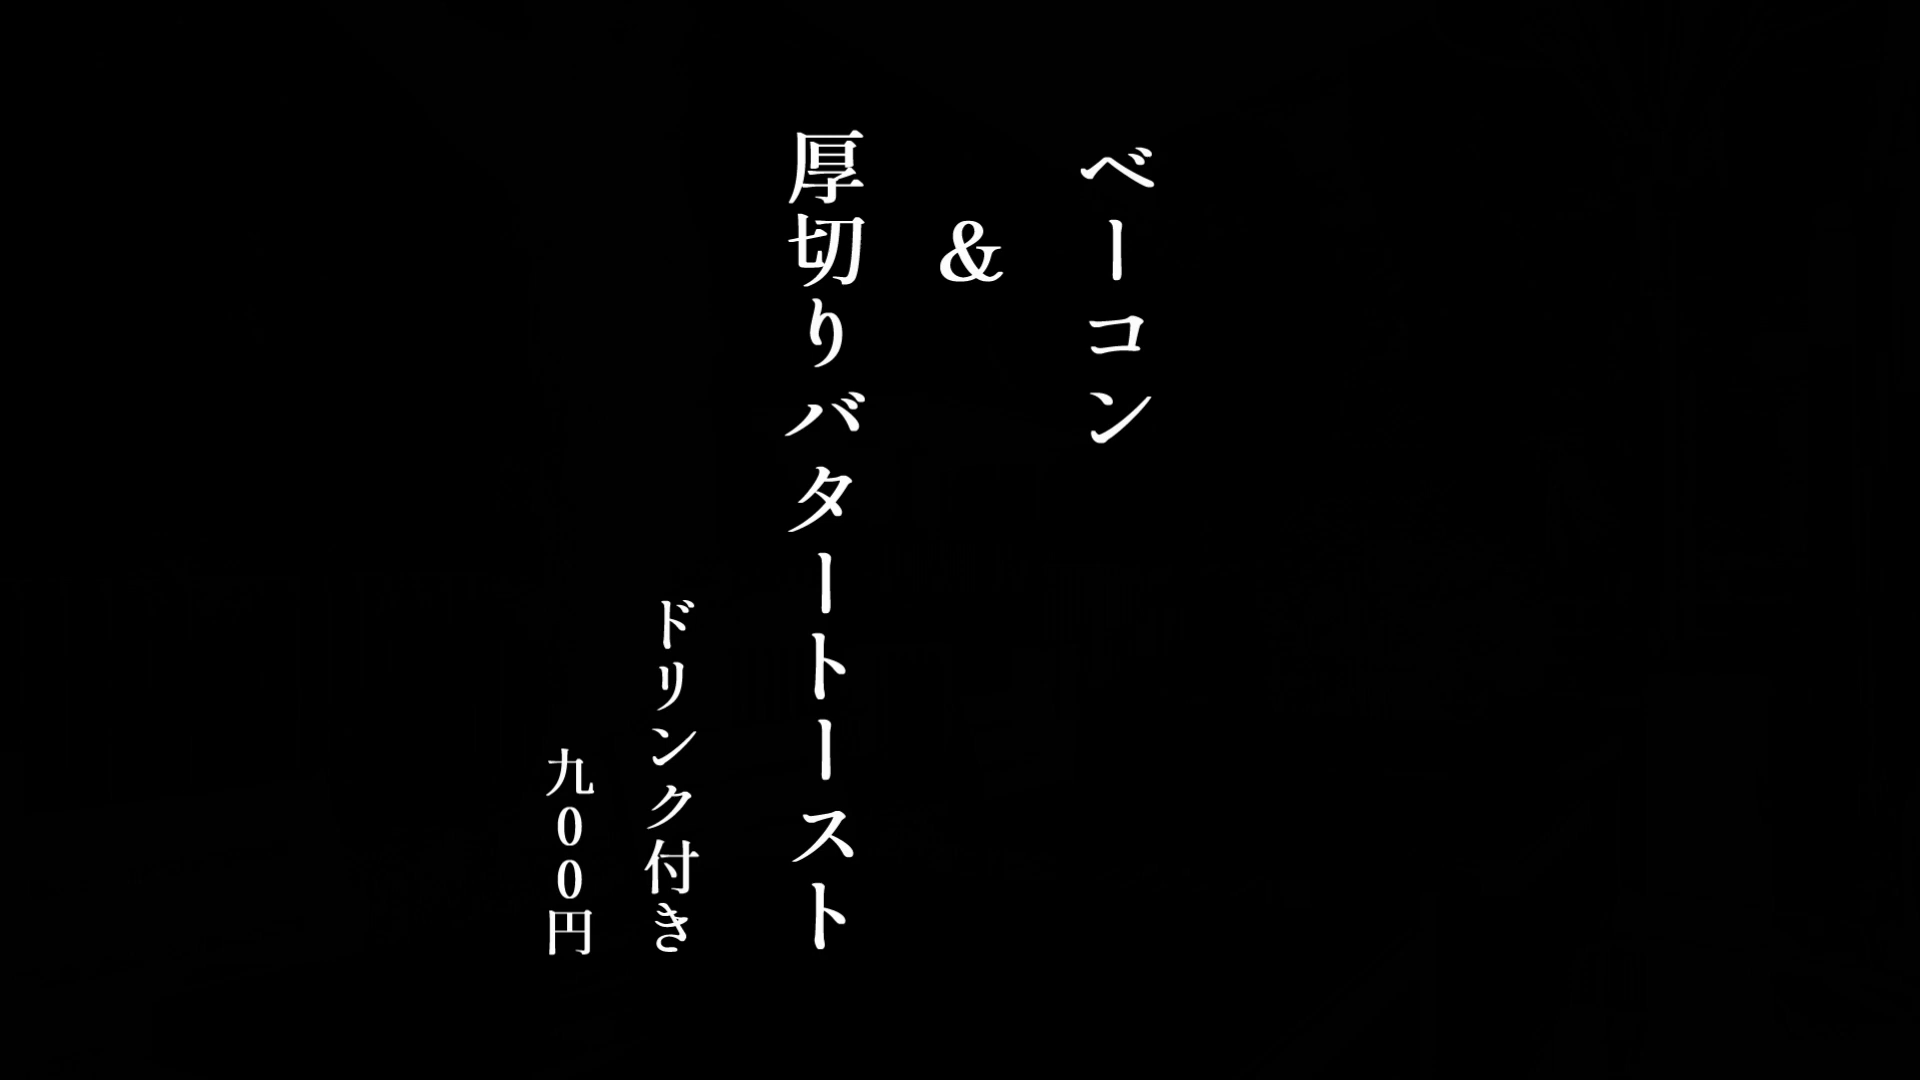 ベーコン
&
厚切りバタートースト
ドリンク付き
九00円